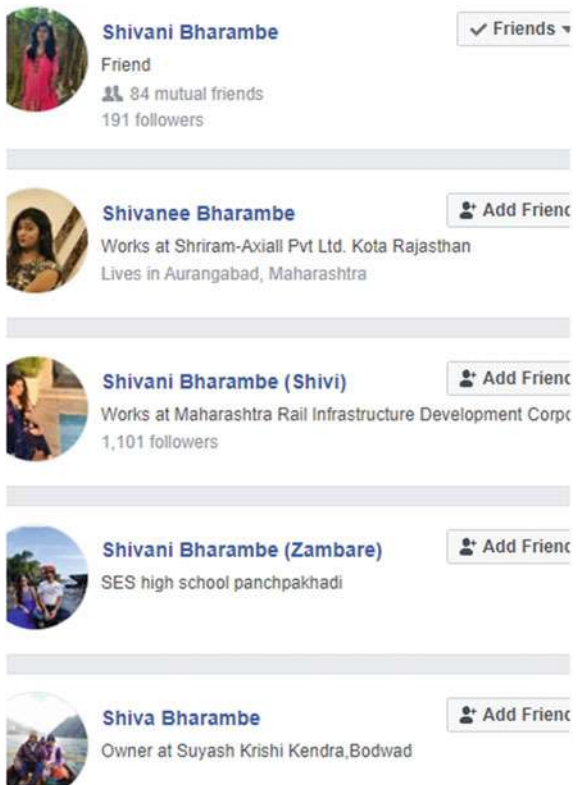 Shivani Bharambe
Friends
Friend
84 mutual friends
191 followers
Shivanee Bharambe
Add Frienc
Works at Shriram-Axiall Pvt Ltd. Kota Rajasthan
Lives in Aurangabad, Maharashtra
Shivani Bharambe (Shivi)
Add Frienc
Works at Maharashtra Rail Infrastructure Development Corpc
1,101 followers
Shivani Bharambe (Zambare)
Add Frienc
SES high school panchpakhadi
Shiva Bharambe
Add Frienc
Owner at Suyash Krishi Kendra,Bodwad